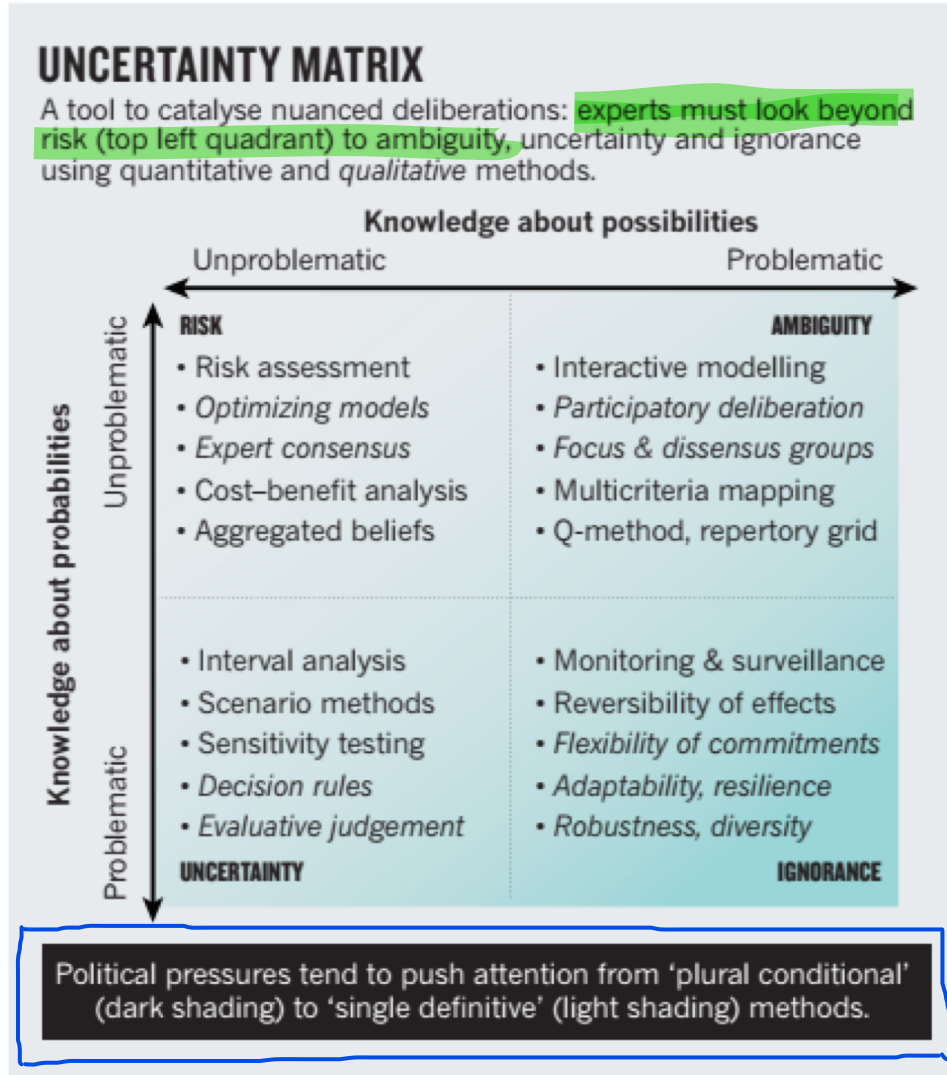 UNCERTAINTY MATRIX
A tool to catalyse nuanced deliberations: experts must look beyond
risk (top left quadrant) to ambiguity, uncertainty and ignorance
using quantitative and qualitative methods.
Knowledge about possibilities
Unproblematic
Problematic
Knowledge about probabilities
Unproblematic
Problematic
RISK
• Risk assessment
• Optimizing models
• Expert consensus
• Cost–benefit analysis
• Aggregated beliefs
AMBIGUITY
• Interactive modelling
• Participatory deliberation
• Focus & dissensus groups
• Multicriteria mapping
• Q-method, repertory grid
• Interval analysis
• Scenario methods
• Sensitivity testing
• Decision rules
• Evaluative judgement
UNCERTAINTY
• Monitoring & surveillance
• Reversibility of effects
• Flexibility of commitments
• Adaptability, resilience
• Robustness, diversity
IGNORANCE
Political pressures tend to push attention from ‘plural conditional’
(dark shading) to ‘single definitive’ (light shading) methods.